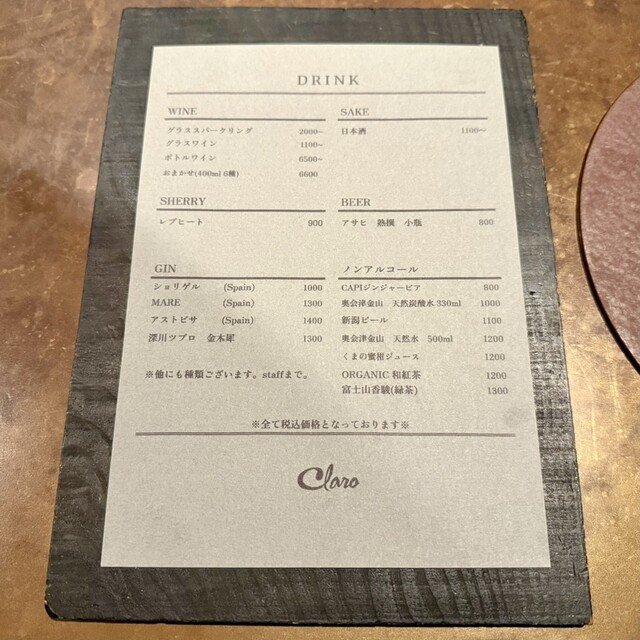 DRINK
WINE
グラススパークリング 2000~
グラスワイン 1100~
ボトルワイン 6500~
おまかせ(400ml 6種) 6600
SAKE
日本酒 1100~
SHERRY
レブヒート 900
BEER
アサヒ 熟撰 小瓶 800
GIN
ショリゲル (Spain) 1000
MARE (Spain) 1300
アストビサ (Spain) 1400
深川ツブロ 金木犀 1300
※他にも種類ございます。staffまで。
ノンアルコール
CAPIジンジャービア 800
奥会津金山 天然炭酸水 330ml 1000
新潟ビール 1100
奥会津金山 天然水 500ml 1200
くまの蜜柑ジュース 1200
ORGANIC 和紅茶 1200
富士山香駿(緑茶) 1300
※全て税込価格となっております※
Claro